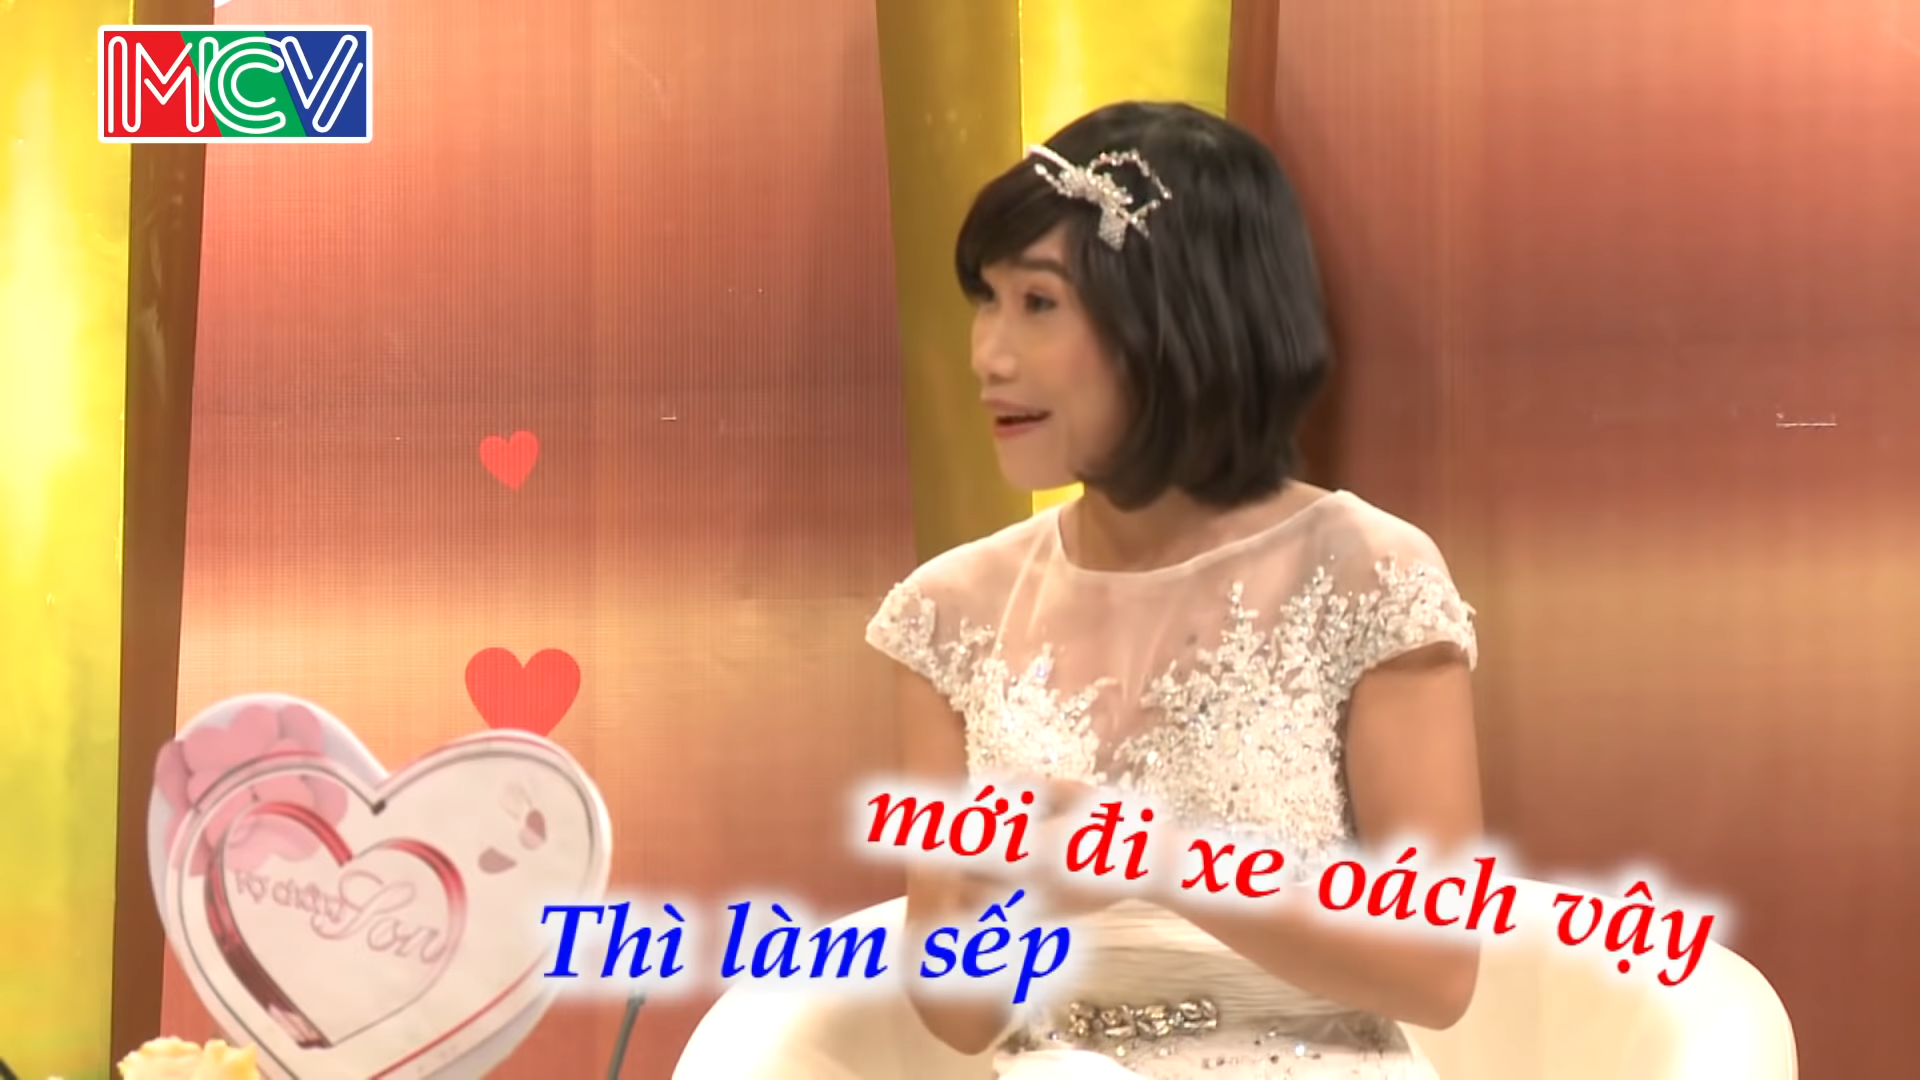 MCV
vợ chồng Son
Thì làm sếp
mới đi xe oách vậy